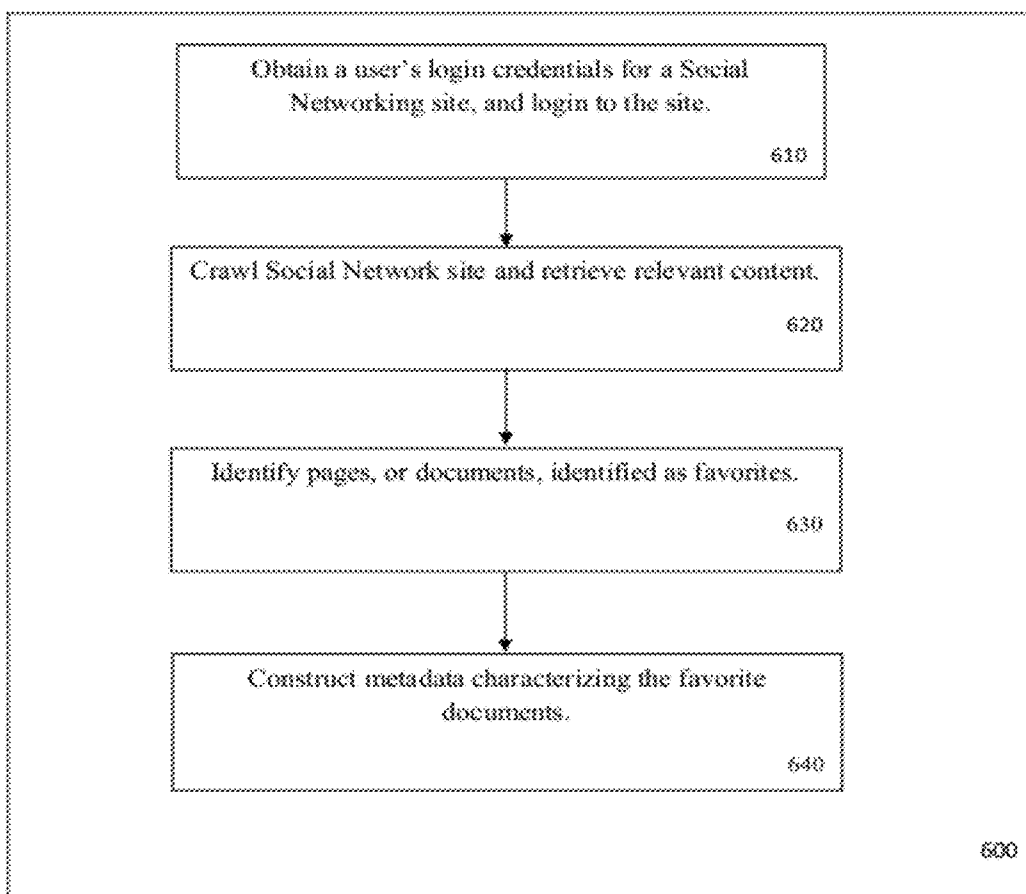 Obtain a user's login credentials for a Social
Networking site, and login to the site.
610
Crawl Social Network site and retrieve relevant content.
620
Identify pages, or documents, identified as favorites.
630
Construct metadata characterizing the favorite
documents.
640
600